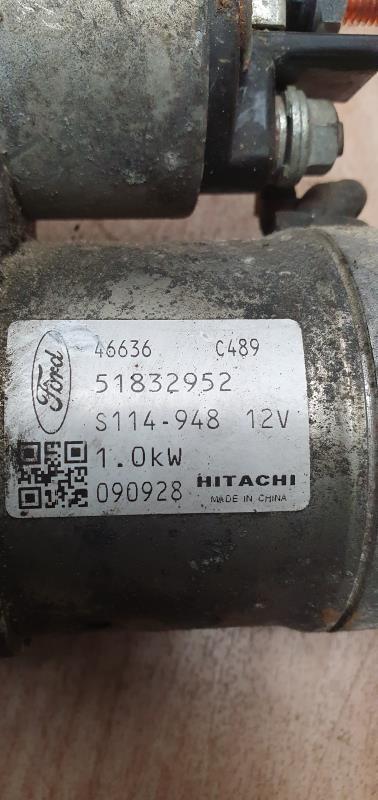 46636 C489
Ford
51832952
S114-948 12V
1.0kW
090928 HITACHI
MADE IN CHINA